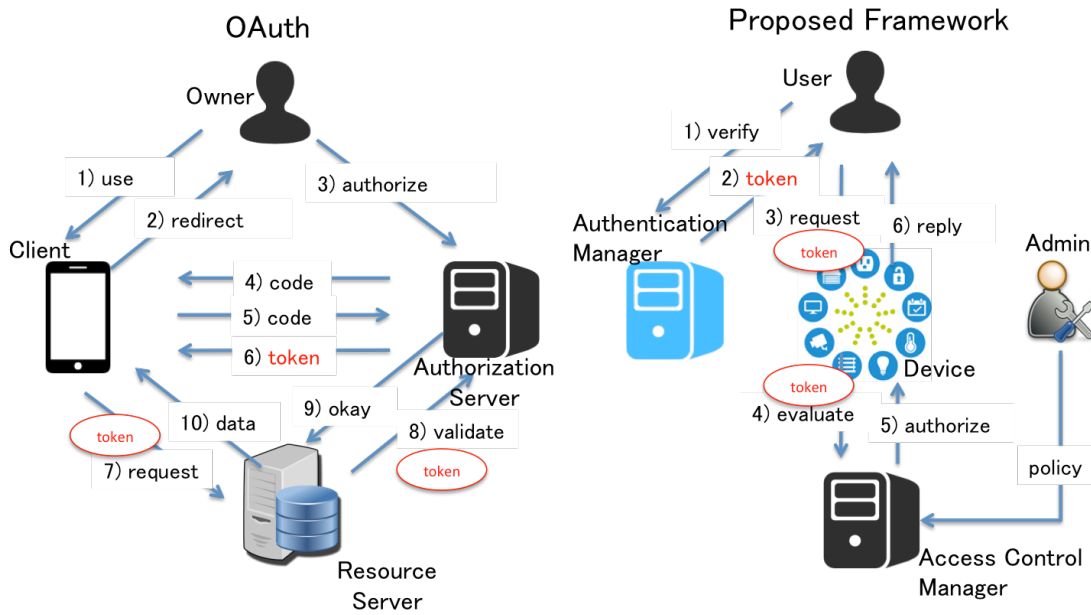 OAuth
Owner
1) use
2) redirect
3) authorize
Client
4) code
5) code
6) token
Authorization
Server
9) okay
10) data
8) validate
token
token
7) request
Resource
Server
Proposed Framework
User
1) verify
2) token
Authentication
Manager
3) request
token
6) reply
Admin
Device
token
4) evaluate
5) authorize
policy
Access Control
Manager